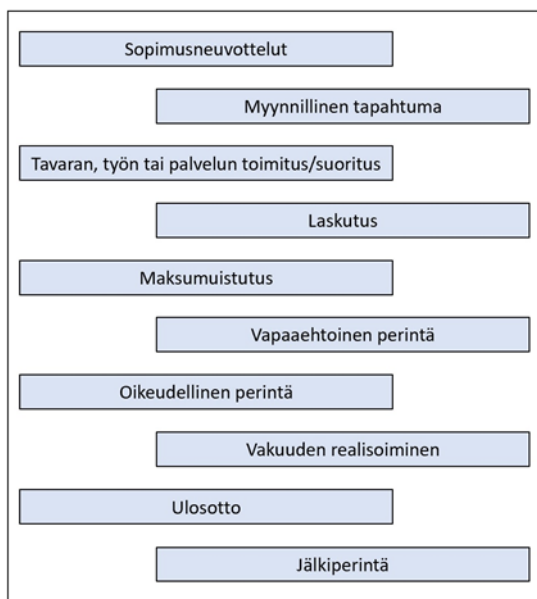 Sopimusneuvottelut
Myynnillinen tapahtuma
Tavaran, työn tai palvelun toimitus/suoritus
Laskutus
Maksumuistutus
Vapaaehtoinen perintä
Oikeudellinen perintä
Vakuuden realisoiminen
Ulosotto
Jälkiperintä